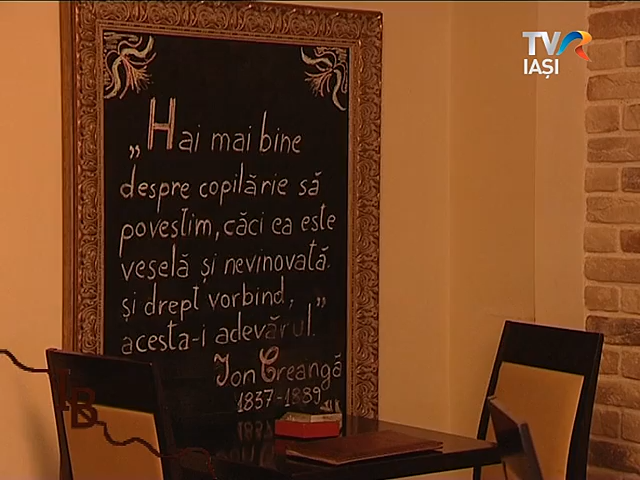 TVR
IAȘI
„Hai mai bine
despre copilărie să
povestim, căci ea este
veselă și nevinovată.
și drept vorbind,
acesta-i adevărul."
Ion Creangă
1837-1889
IB